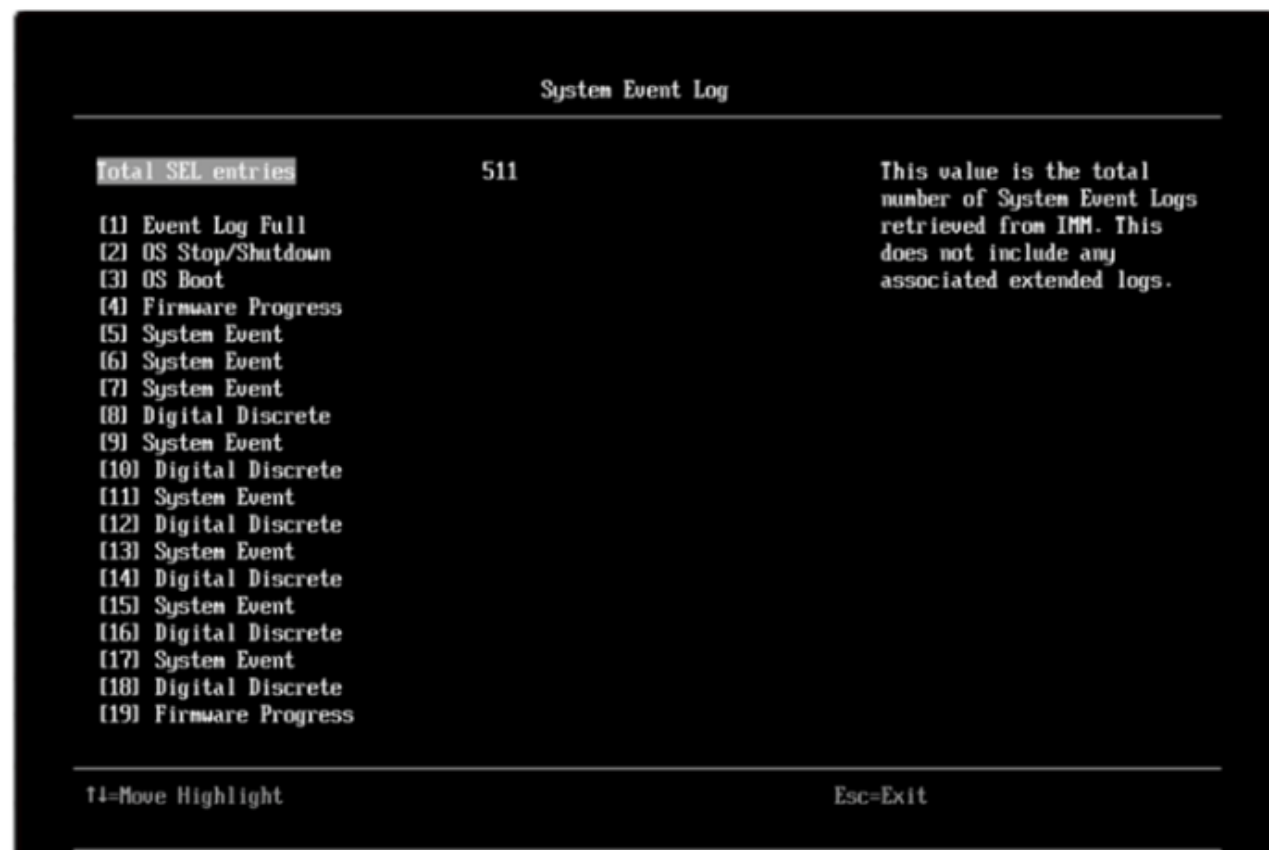 System Event Log
Total SEL entries 511
This value is the total
number of System Event Logs
retrieved from IMM. This
does not include any
associated extended logs.
[1] Event Log Full
[2] OS Stop/Shutdown
[3] OS Boot
[4] Firmware Progress
[5] System Event
[6] System Event
[7] System Event
[8] Digital Discrete
[9] System Event
[10] Digital Discrete
[11] System Event
[12] Digital Discrete
[13] System Event
[14] Digital Discrete
[15] System Event
[16] Digital Discrete
[17] System Event
[18] Digital Discrete
[19] Firmware Progress
↑↓=Move Highlight Esc=Exit